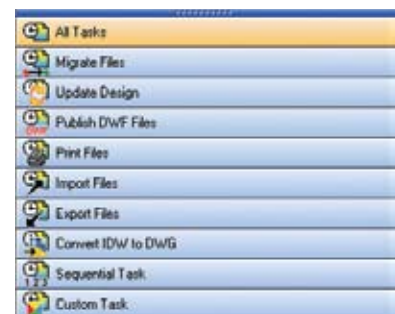 All Tasks
Migrate Files
Update Design
Publish DWF Files
Print Files
Import Files
Export Files
Convert IDW to DWG
Sequential Task
Custom Task